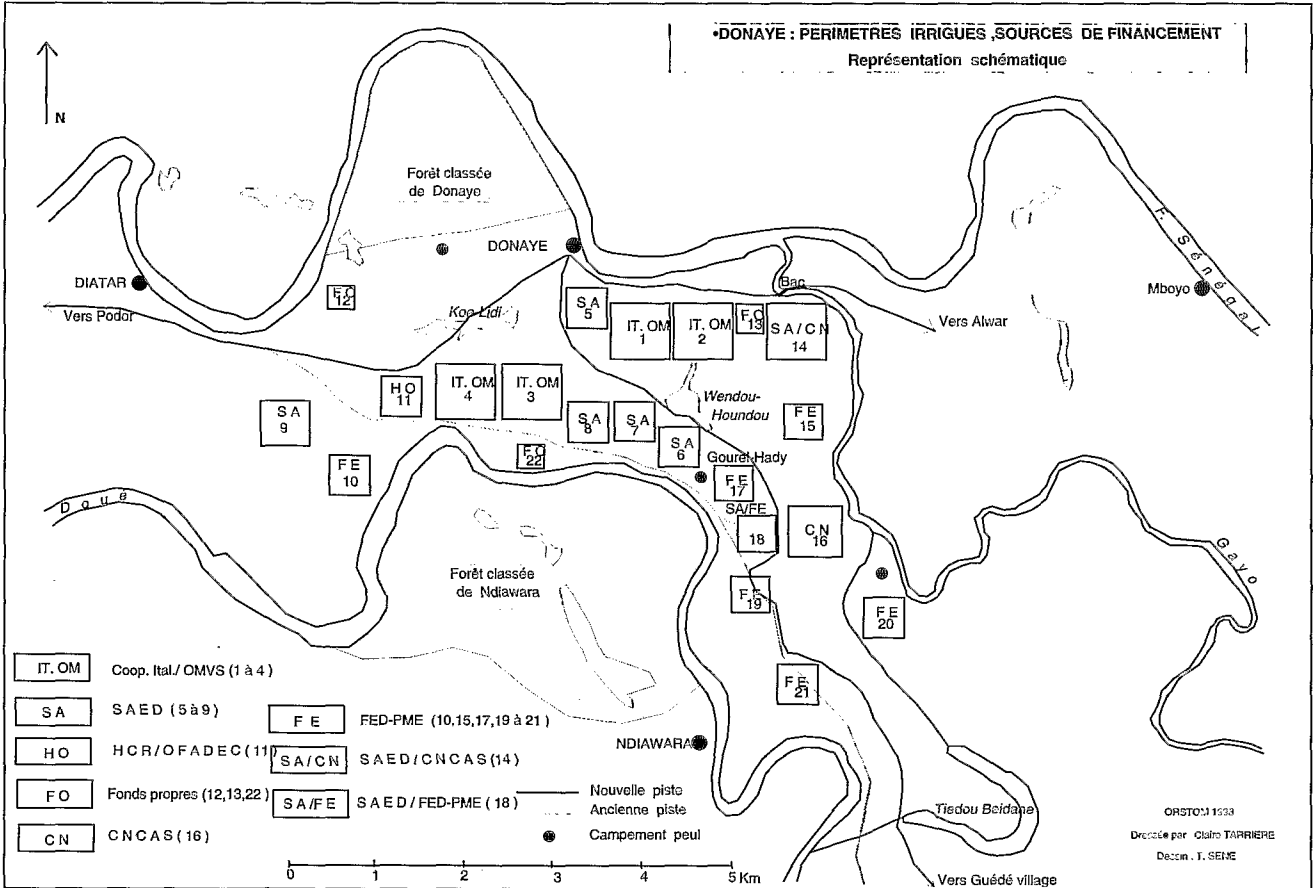 •DONAYE : PERIMETRES IRRIGUES ,SOURCES DE FINANCEMENT
Représentation schématique
N
Forêt classée
de Donaye
DONAYE
DIATAR
Vers Podor
Koo Lidi
F. Sénégal
Mboyo
Bac
Vers Alwar
FO
12
SA
5
IT. OM
1
IT. OM
2
FO
13
SA/CN
14
HO
11
IT. OM
4
IT. OM
3
Wendou-
Houndou
SA
9
SA
8
SA
7
SA
6
FE
15
FO
22
FE
10
Gouret-Hady
FE
17
SA/FE
18
CN
16
Doué
Gayo
Forêt classée
de Ndiawara
FE
19
FE
20
FE
21
NDIAWARA
Tiedou Beidane
Vers Guédé village
IT. OM Coop. Ital./ OMVS (1 à 4)
SA SAED (5à9)
HO HCR/OFADEC (11)
FO Fonds propres (12,13,22)
CN CNCAS (16)
FE FED-PME (10,15,17,19 à 21)
SA/CN SAED/CNCAS(14)
SA/FE SAED/FED-PME (18)
Nouvelle piste
Ancienne piste
Campement peul
0 1 2 3 4 5 Km
Dressée par Claire TARRIERE
Dessin . T. SENE